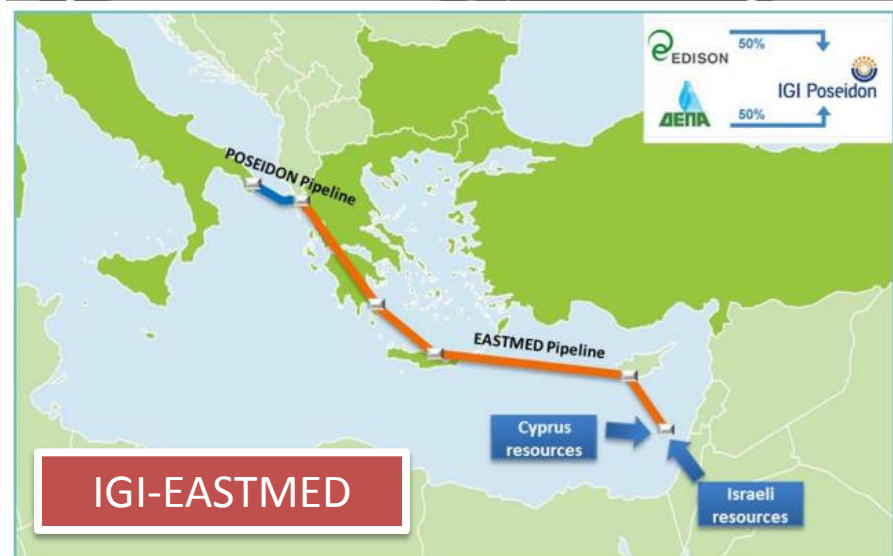 EDISON
50%
IGI Poseidon
ΔΕΠΑ
50%
POSEIDON Pipeline
EASTMED Pipeline
Cyprus
resources
Israeli
resources
IGI-EASTMED